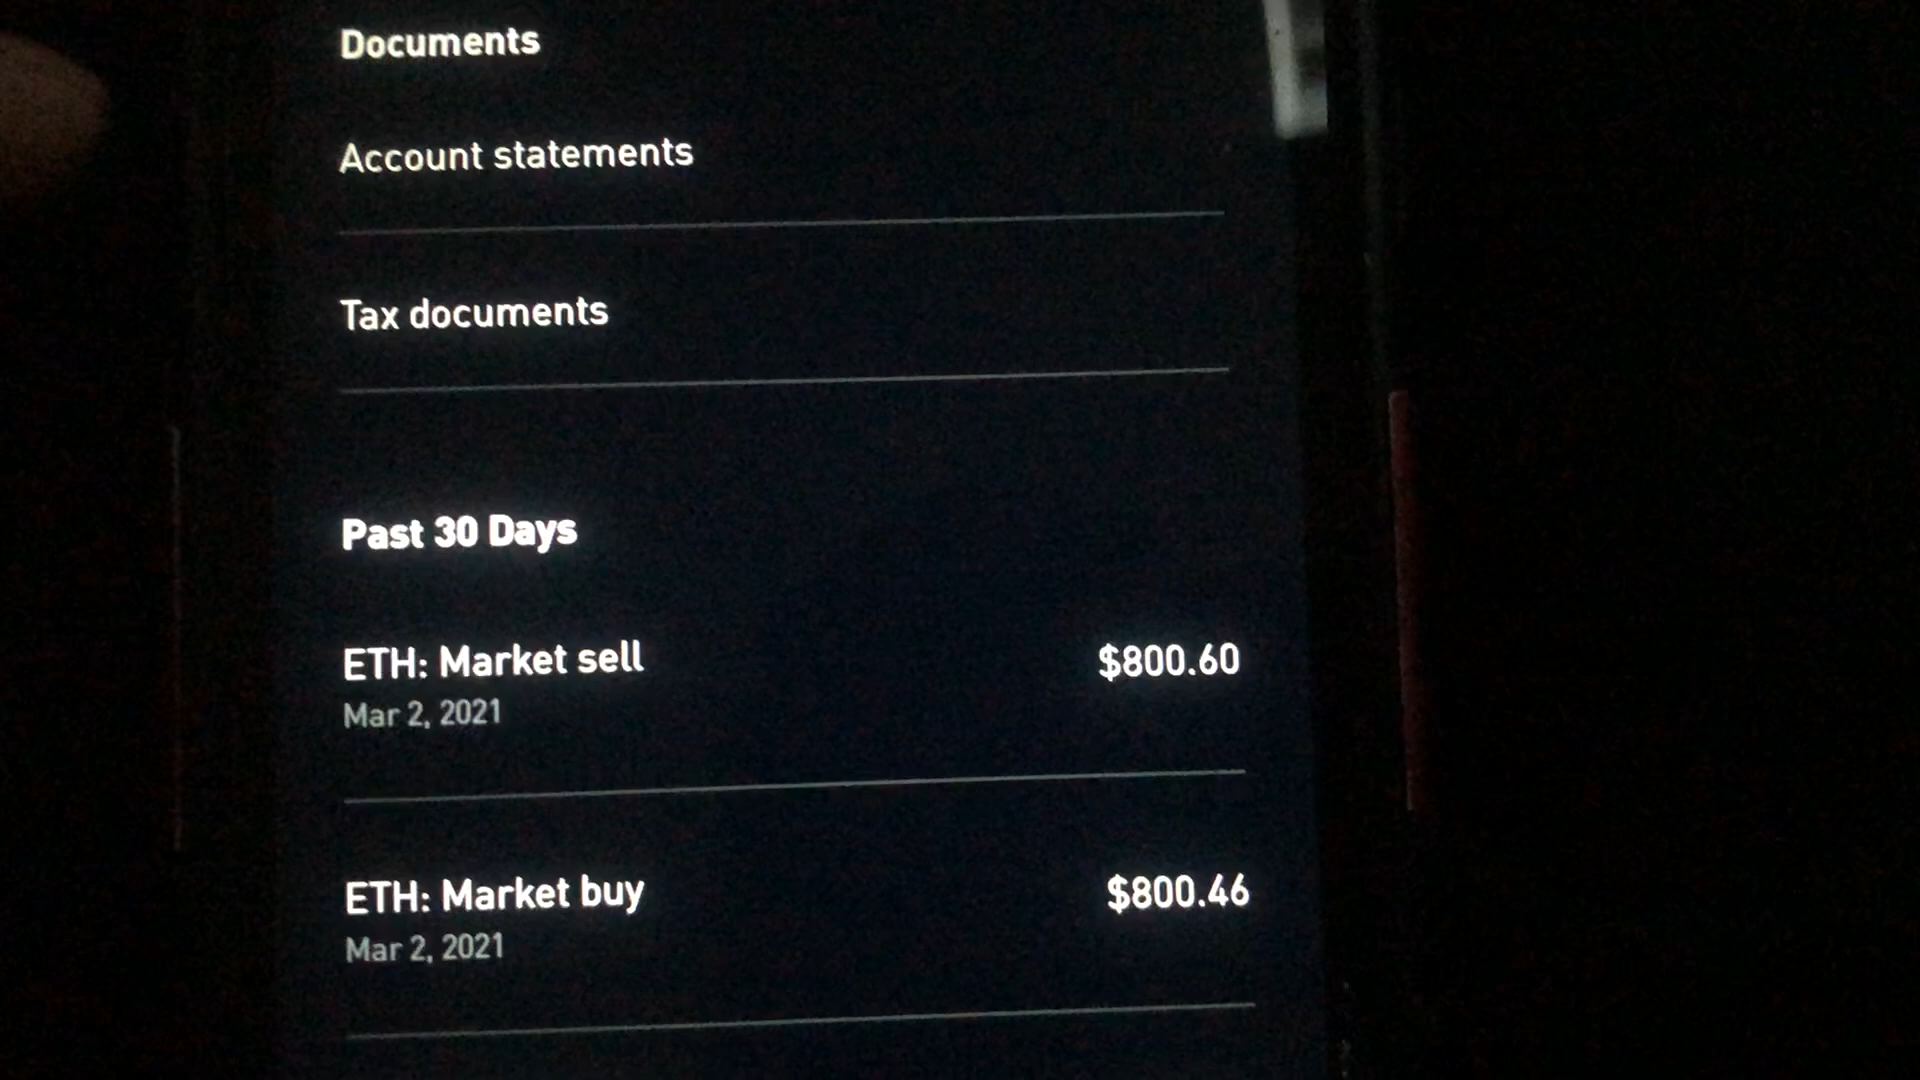 Documents
Account statements
Tax documents
Past 30 Days
ETH: Market sell $800.60
Mar 2, 2021
ETH: Market buy $800.46
Mar 2, 2021